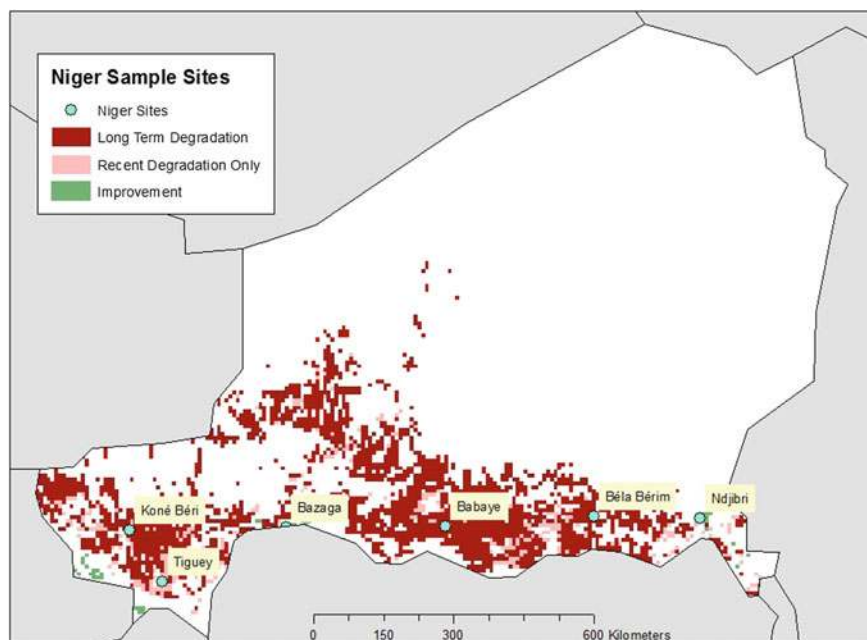 Niger Sample Sites
Niger Sites
Long Term Degradation
Recent Degradation Only
Improvement
Koné Béri
Bazaga
Babaye
Béla Bérim
Ndjibri
Tiguey
0 150 300 600 Kilometers